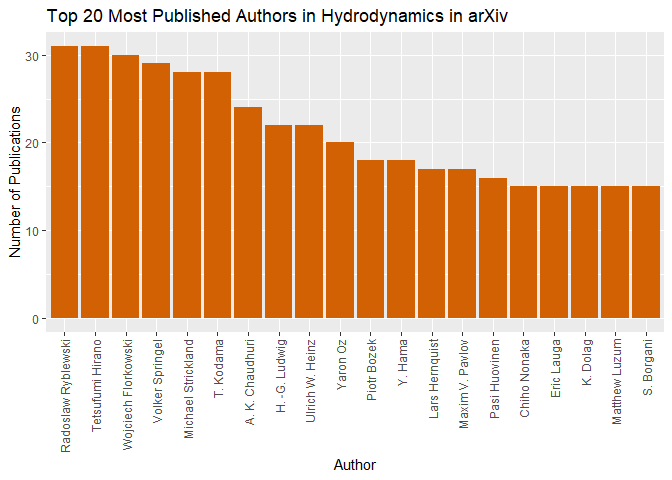 Top 20 Most Published Authors in Hydrodynamics in arXiv
Number of Publications
30
20
10
0
Radoslaw Ryblewski
Tetsufumi Hirano
Wojciech Florkowski
Volker Springel
Michael Strickland
T. Kodama
A. K. Chaudhuri
H. -G. Ludwig
Ulrich W. Heinz
Yaron Oz
Piotr Bozek
Y. Hama
Lars Hernquist
Maxim V. Pavlov
Pasi Huovinen
Chiho Nonaka
Eric Lauga
K. Dolag
Matthew Luzum
S. Borgani
Author